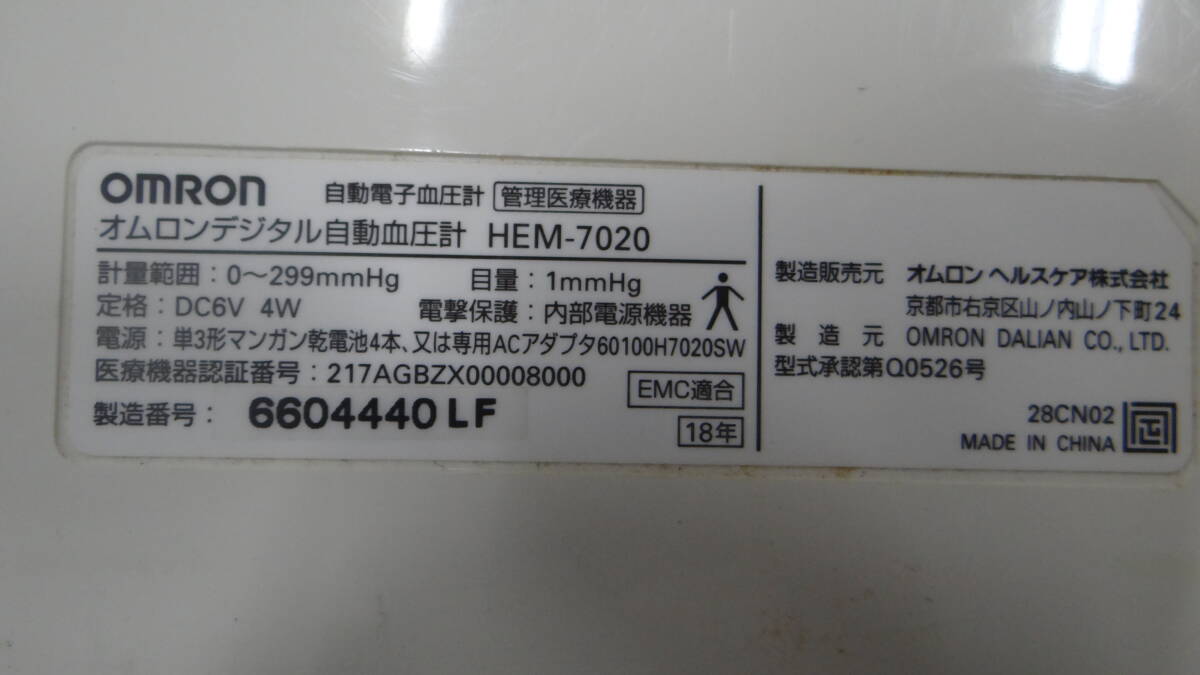 OMRON 自動電子血圧計 管理医療機器
オムロンデジタル自動血圧計 HEM-7020
計量範囲：0～299mmHg 目量：1mmHg
定格：DC6V 4W 電撃保護：内部電源機器
電源：単3形マンガン乾電池4本、又は専用ACアダプタ60100H7020SW
医療機器認証番号：217AGBZX00008000
EMC適合
製造番号：6604440LF
18年
製造販売元 オムロン ヘルスケア株式会社
京都市右京区山ノ内山ノ下町24
製造元 OMRON DALIAN CO., LTD.
型式承認第Q0526号
28CN02
MADE IN CHINA
正